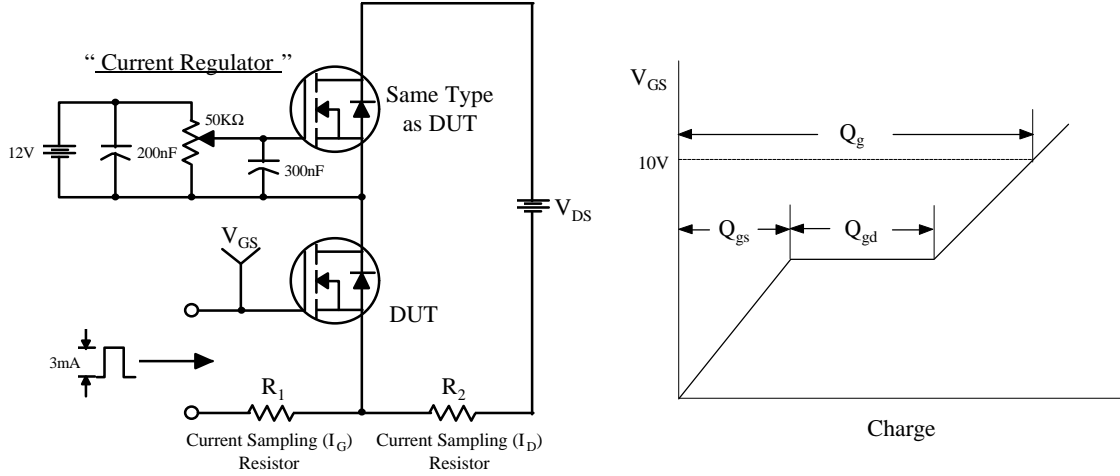 “ Current Regulator ”
Same Type
as DUT
50KΩ
12V
200nF
300nF
V_DS
V_GS
DUT
3mA
R_1
R_2
Current Sampling (I_G)
Resistor
Current Sampling (I_D)
Resistor
V_GS
Q_g
10V
Q_gs
Q_gd
Charge